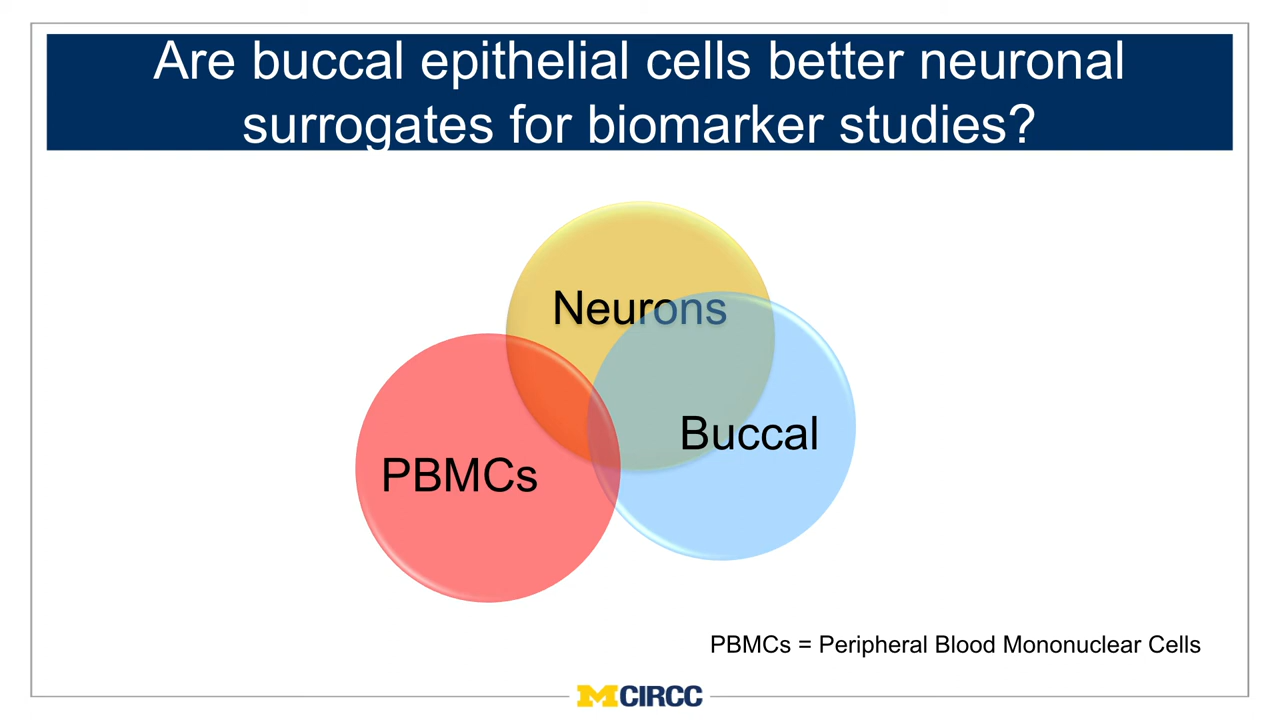 Are buccal epithelial cells better neuronal
surrogates for biomarker studies?
Neurons
Buccal
PBMCs
PBMCs = Peripheral Blood Mononuclear Cells
MCIRCC